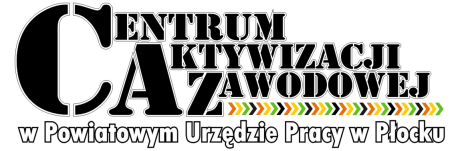 CENTRUM
AKTYWIZACJI
ZAWODOWEJ
w Powiatowym Urzędzie Pracy w Płocku